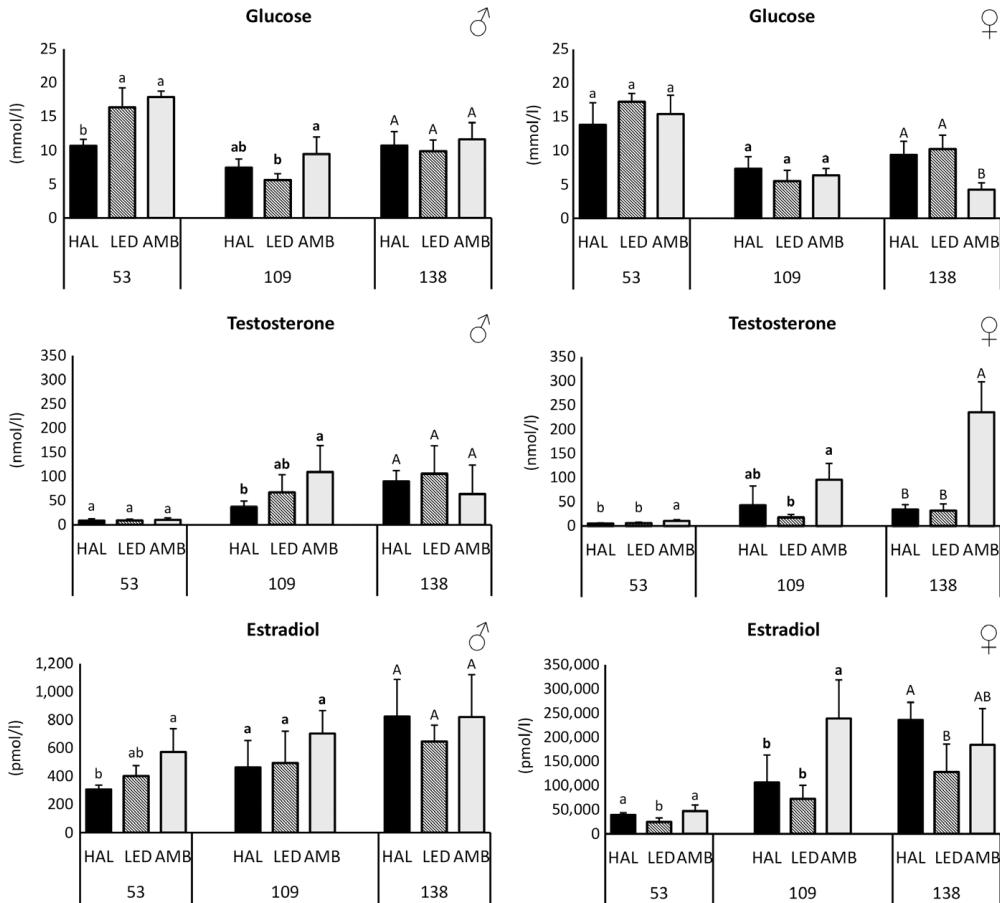 Glucose ♂
25
20
15
10
5
0
(mmol/l)
b a a
ab b a
A A A
HAL LED AMB HAL LED AMB HAL LED AMB
53 109 138
Glucose ♀
25
20
15
10
5
0
(mmol/l)
a a a
a a a
A A B
HAL LED AMB HAL LED AMB HAL LED AMB
53 109 138
Testosterone ♂
350
300
250
200
150
100
50
0
(nmol/l)
a a a
b ab a
A A A
HAL LED AMB HAL LED AMB HAL LED AMB
53 109 138
Testosterone ♀
350
300
250
200
150
100
50
0
(nmol/l)
b b a
ab b a
B B A
HAL LED AMB HAL LED AMB HAL LED AMB
53 109 138
Estradiol ♂
1,200
1,000
800
600
400
200
0
(pmol/l)
b ab a
a a a
A A A
HAL LED AMB HAL LED AMB HAL LED AMB
53 109 138
Estradiol ♀
350,000
300,000
250,000
200,000
150,000
100,000
50,000
0
(pmol/l)
a b a
b b a
A B AB
HAL LED AMB HAL LED AMB HAL LED AMB
53 109 138